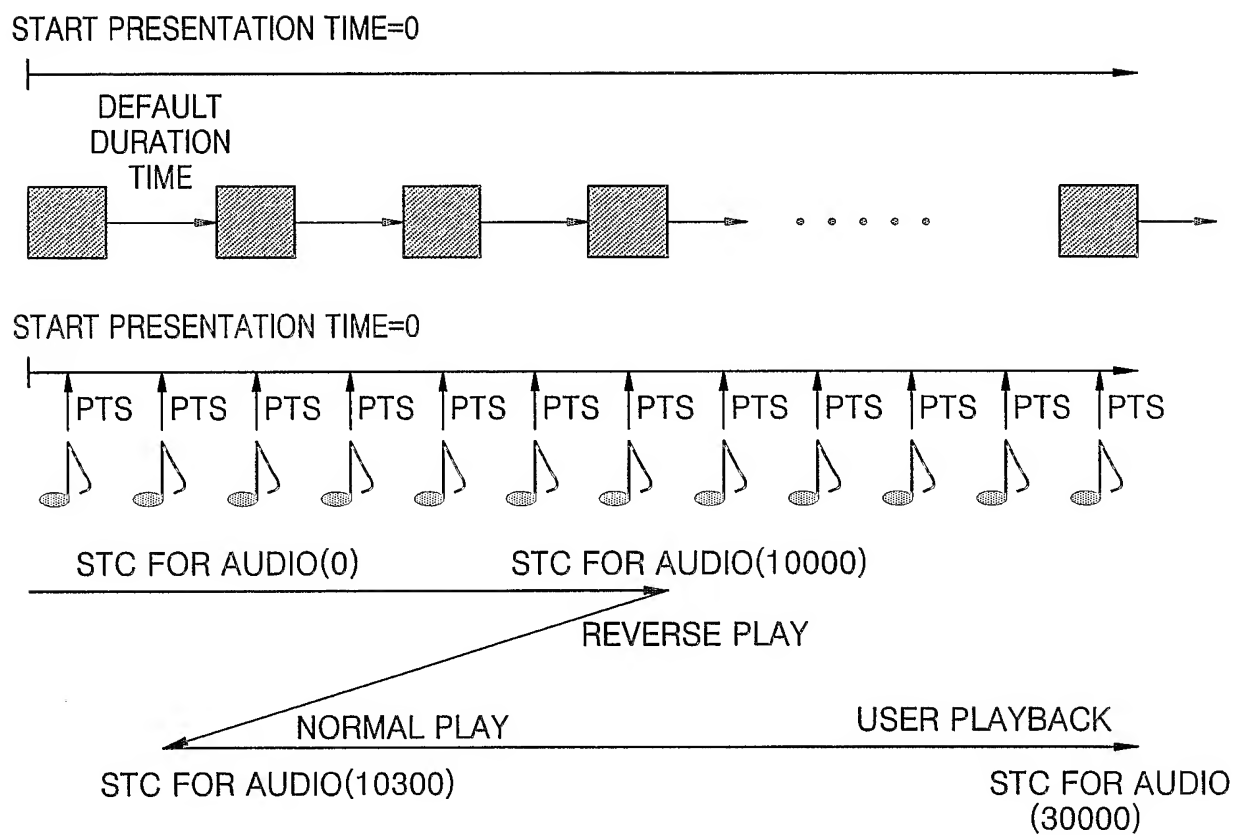 START PRESENTATION TIME=0
DEFAULT
DURATION
TIME
START PRESENTATION TIME=0
PTS PTS PTS PTS PTS PTS PTS PTS PTS PTS PTS PTS
STC FOR AUDIO(0) STC FOR AUDIO(10000)
REVERSE PLAY
NORMAL PLAY USER PLAYBACK
STC FOR AUDIO(10300) STC FOR AUDIO
(30000)